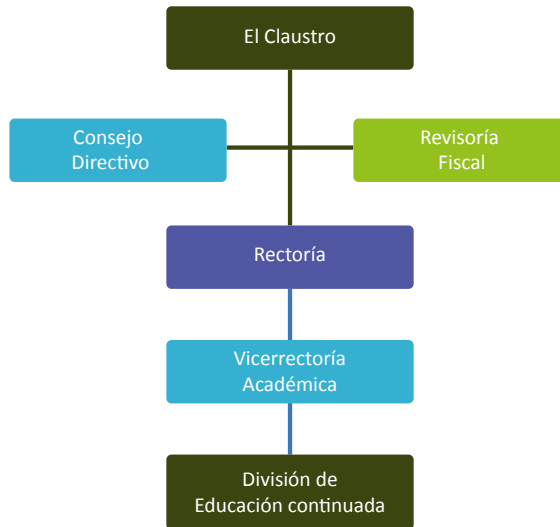 El Claustro
Consejo
Directivo
Revisoría
Fiscal
Rectoría
Vicerrectoría
Académica
División de
Educación continuada